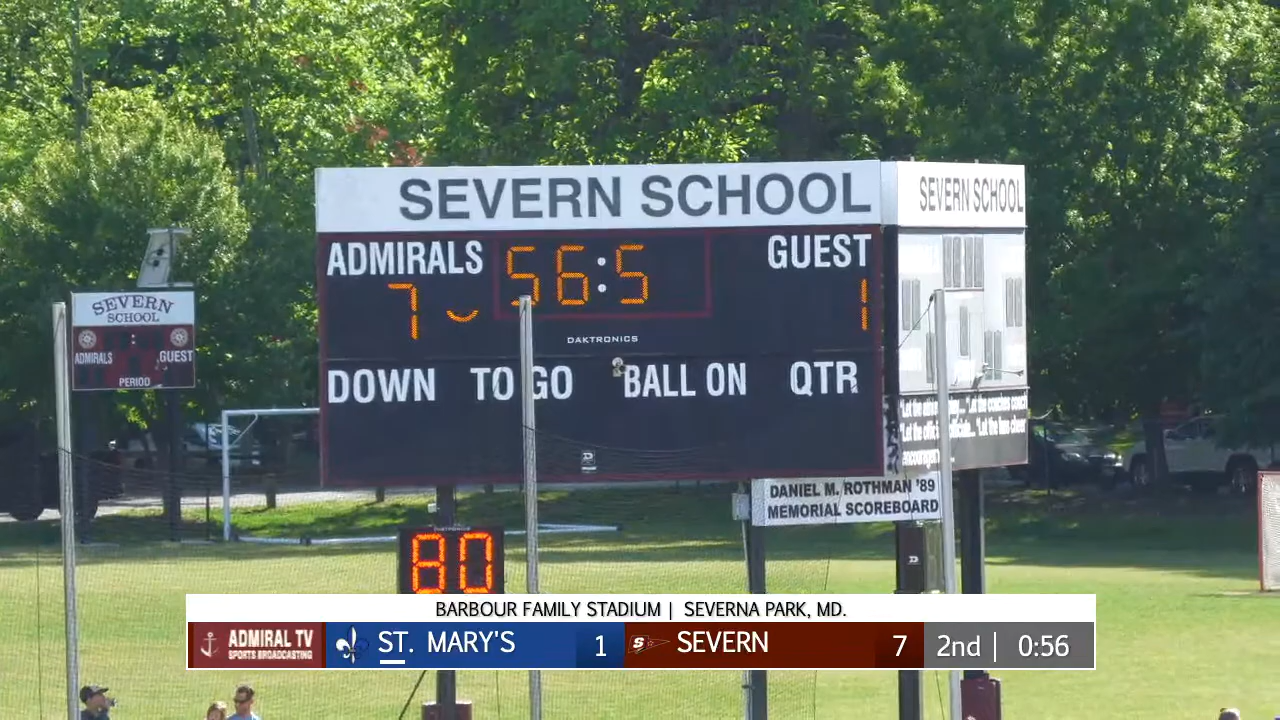 SEVERN SCHOOL
SEVERN SCHOOL
ADMIRALS 56:5 GUEST
7 1
DAKTRONICS
DOWN TO GO BALL ON QTR
SEVERN
SCHOOL
ADMIRALS GUEST
PERIOD
DANIEL M. ROTHMAN '89
MEMORIAL SCOREBOARD
80
BARBOUR FAMILY STADIUM | SEVERNA PARK, MD.
ADMIRAL TV
SPORTS BROADCASTING
ST. MARY'S 1 S SEVERN 7 2nd | 0:56